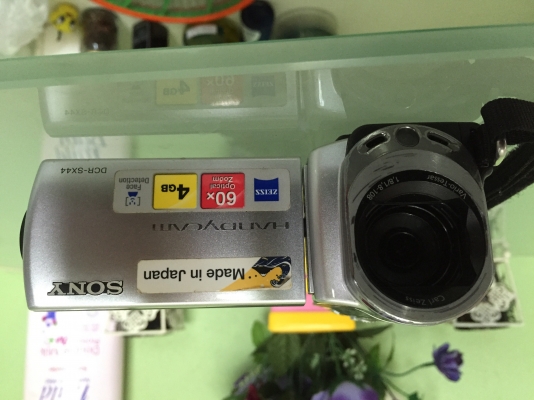 SONY
Made in Japan
HANDYCAM
60x
Optical
Zoom
4GB
Face
Detection
ZEISS
DCR-SX44
Vario-Tessar
1,8/1,8-108
Carl Zeiss